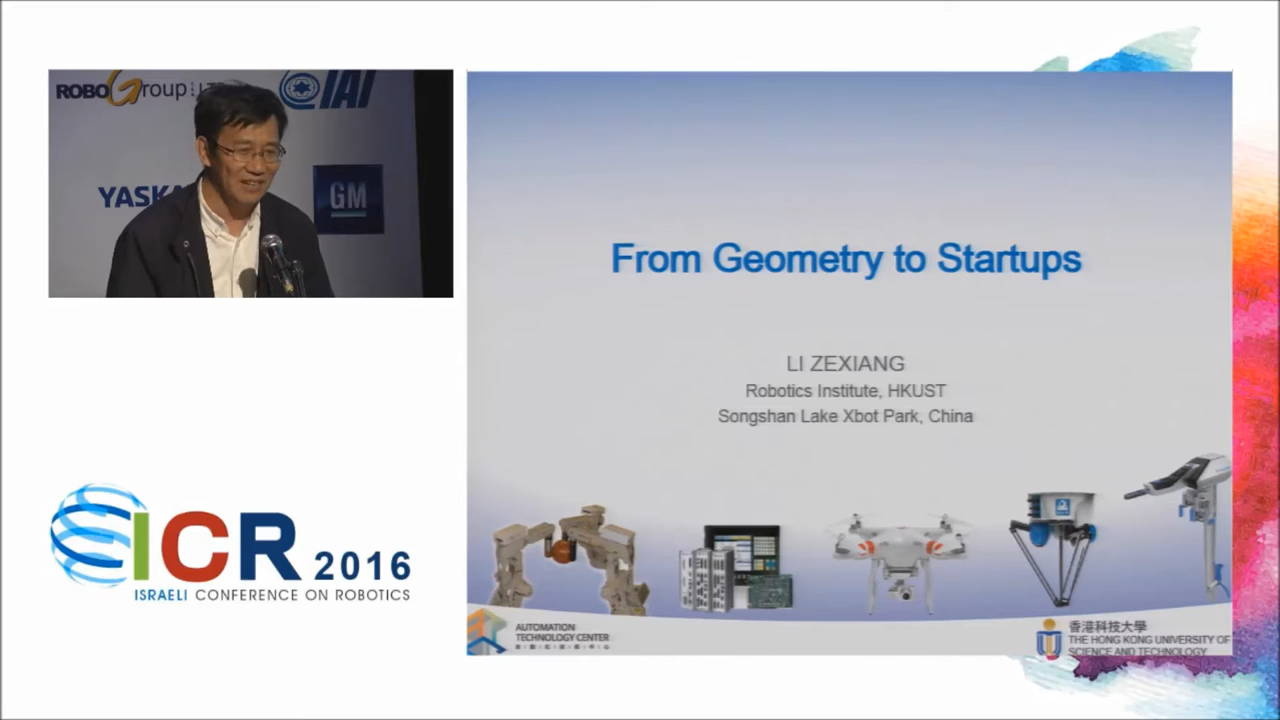 ROBOGroup
IAI
YASKA
GM
From Geometry to Startups
LI ZEXIANG
Robotics Institute, HKUST
Songshan Lake Xbot Park, China
AUTOMATION
TECHNOLOGY CENTER
香港科技大學
THE HONG KONG UNIVERSITY OF
SCIENCE AND TECHNOLOGY
ICR 2016
ISRAELI CONFERENCE ON ROBOTICS